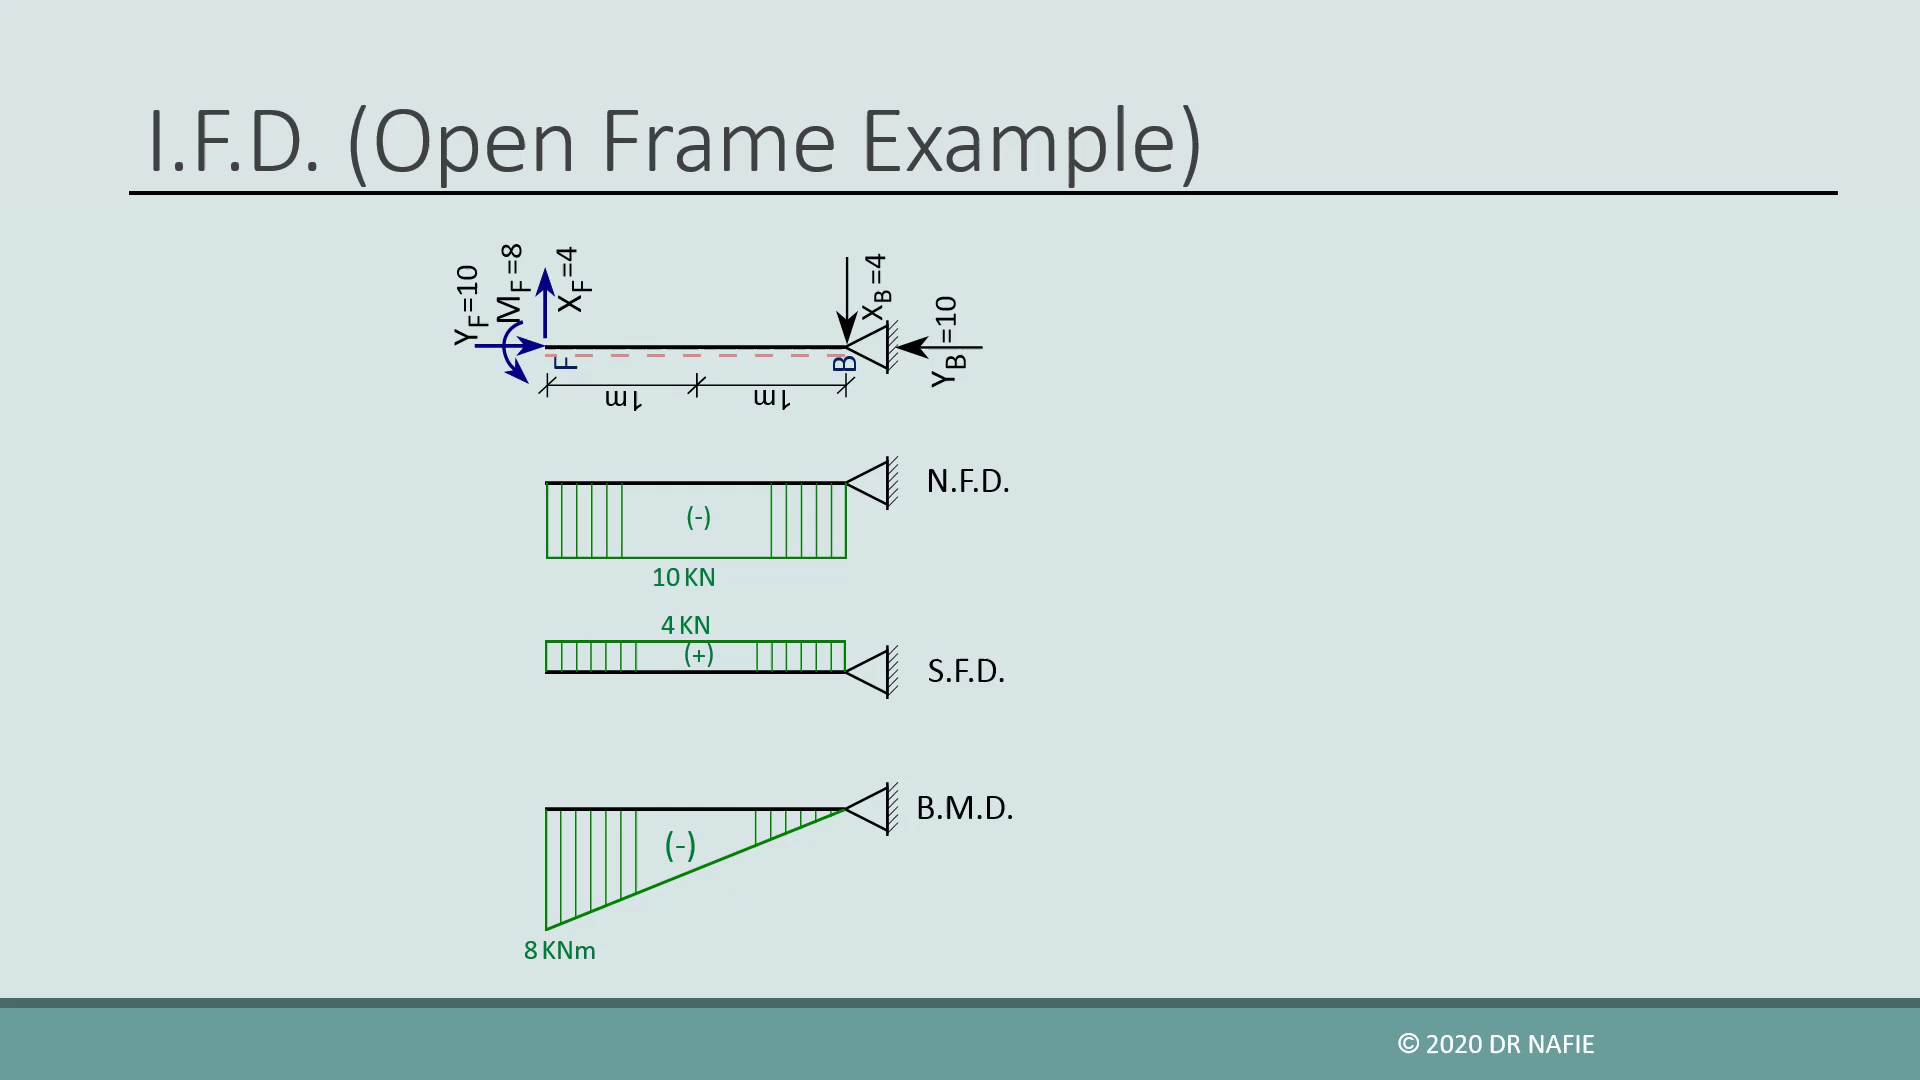 I.F.D. (Open Frame Example)
Y_F=10
M_F=8
X_F=4
X_B=4
Y_B=10
F
B
1m
1m
N.F.D.
(-)
10 KN
4 KN
(+)
S.F.D.
B.M.D.
(-)
8 KNm
© 2020 DR NAFIE